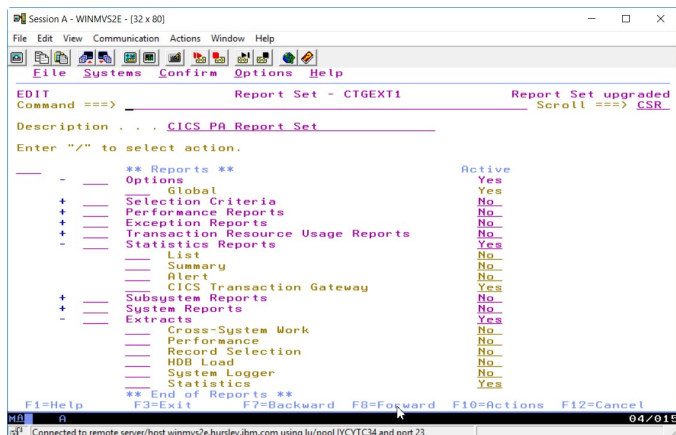 Session A - WINMVS2E - [32 x 80]
File Edit View Communication Actions Window Help
File Systems Confirm Options Help
EDIT Report Set - CTGEXT1 Report Set upgraded
Command ===> Scroll ===> CSR
Description . . . CICS PA Report Set
Enter "/" to select action.
** Reports ** Active
- Options Yes
Global Yes
+ Selection Criteria No
+ Performance Reports No
+ Exception Reports No
+ Transaction Resource Usage Reports No
- Statistics Reports Yes
List No
Summary No
Alert No
CICS Transaction Gateway Yes
+ Subsystem Reports No
+ System Reports No
- Extracts Yes
Cross-System Work No
Performance No
Record Selection No
HDB Load No
System Logger No
Statistics Yes
** End of Reports **
F1=Help F3=Exit F7=Backward F8=Forward F10=Actions F12=Cancel
MA A 04/015
Connected to remote server/host winmvs2e.hursley.ibm.com using lu/pool IYCYTC34 and port 23